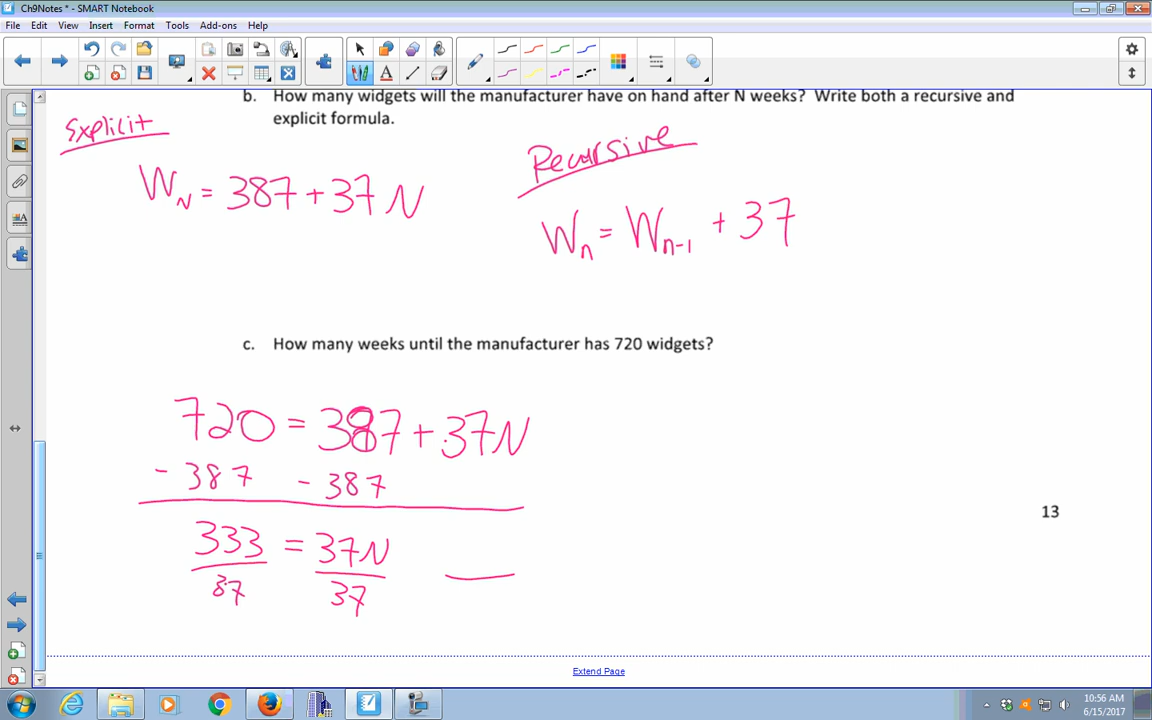 Ch9Notes * - SMART Notebook
File Edit View Insert Format Tools Add-ons Help
b. How many widgets will the manufacturer have on hand after N weeks? Write both a recursive and
explicit formula.
Explicit
Recursive
W_N = 387 + 37 N
W_n = W_n-1 + 37
c. How many weeks until the manufacturer has 720 widgets?
720 = 387 + 37N
- 387 - 387
333 = 37N
37 37
13
Extend Page
10:56 AM
6/15/2017